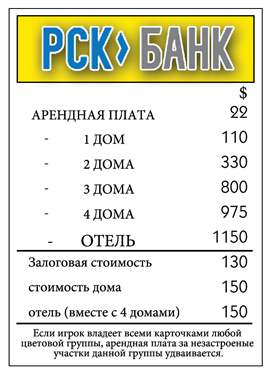 РСК БАНК
$
АРЕНДНАЯ ПЛАТА 22
- 1 ДОМ 110
- 2 ДОМА 330
- 3 ДОМА 800
- 4 ДОМА 975
- ОТЕЛЬ 1150
Залоговая стоимость 130
стоимость дома 150
отель (вместе с 4 домами) 150
Если игрок владеет всеми карточками любой
цветовой группы, арендная плата за незастроеные
участки данной группы удваивается.